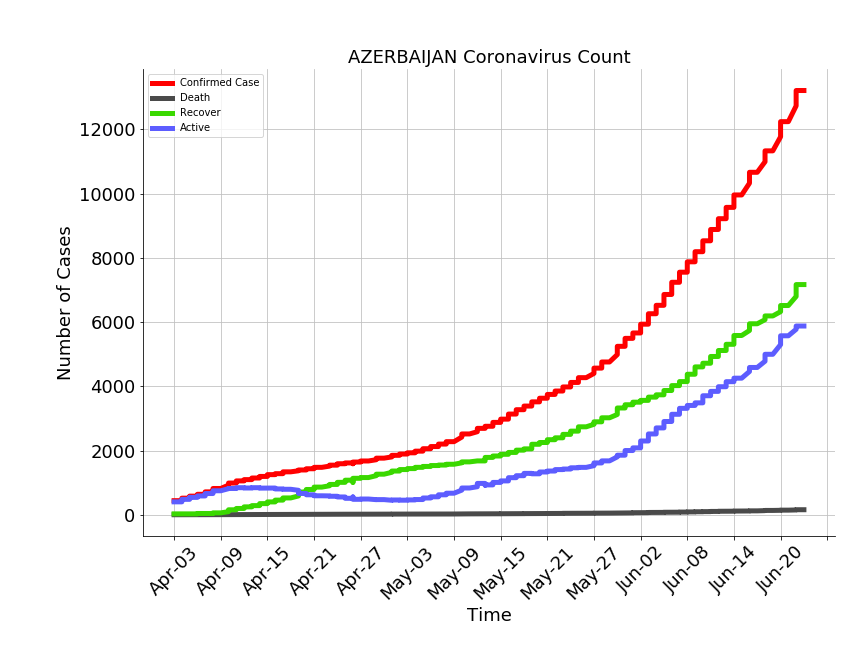 AZERBAIJAN Coronavirus Count
Confirmed Case
Death
Recover
Active
Number of Cases
12000
10000
8000
6000
4000
2000
0
Apr-03
Apr-09
Apr-15
Apr-21
Apr-27
May-03
May-09
May-15
May-21
May-27
Jun-02
Jun-08
Jun-14
Jun-20
Time